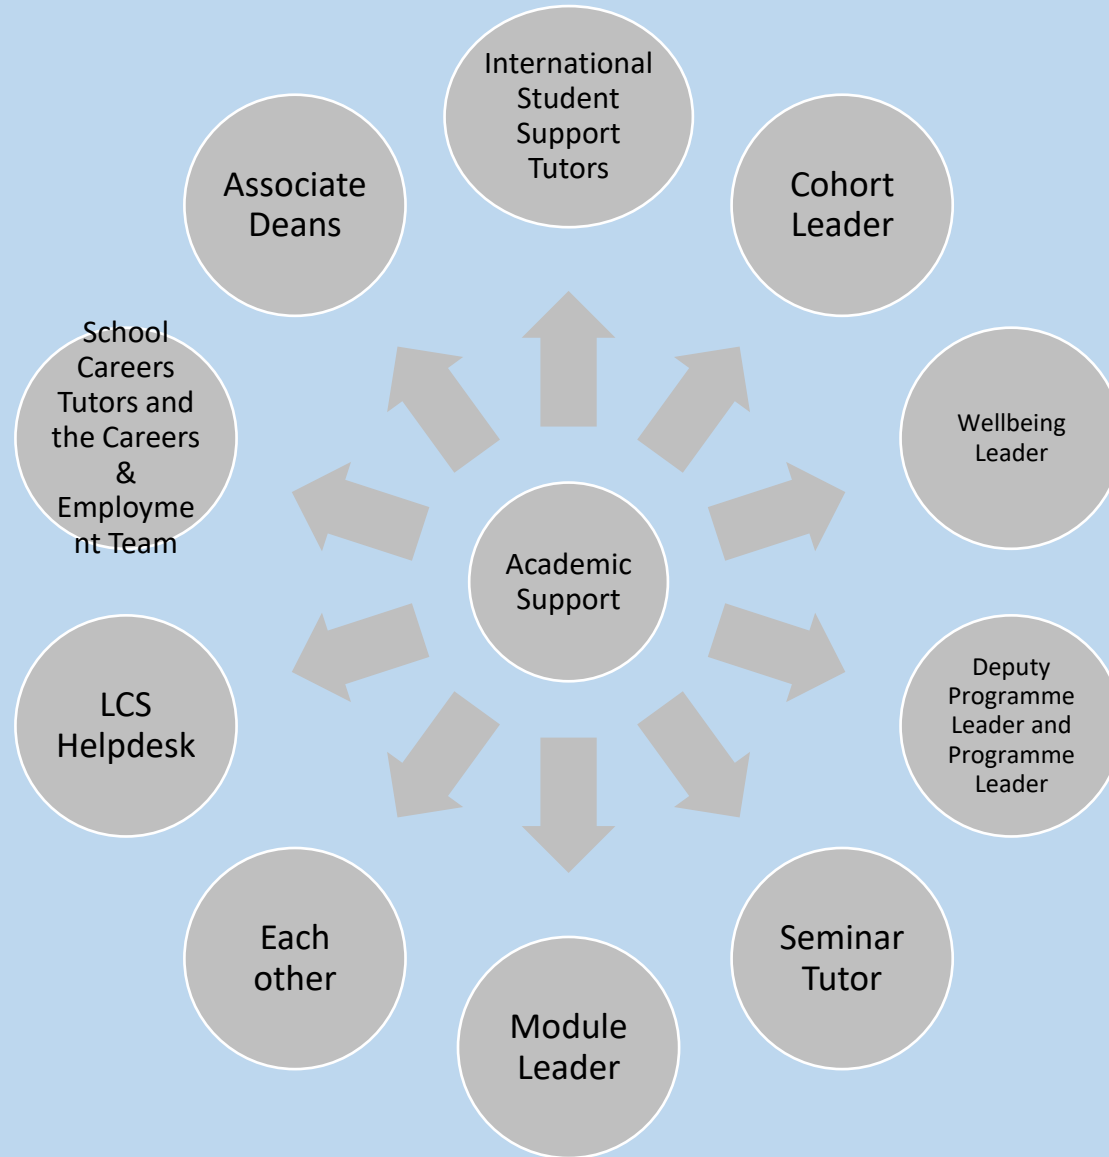 International
Student
Support
Tutors
Associate
Deans
Cohort
Leader
School
Careers
Tutors and
the Careers
&
Employme
nt Team
Wellbeing
Leader
Academic
Support
LCS
Helpdesk
Deputy
Programme
Leader and
Programme
Leader
Each
other
Seminar
Tutor
Module
Leader